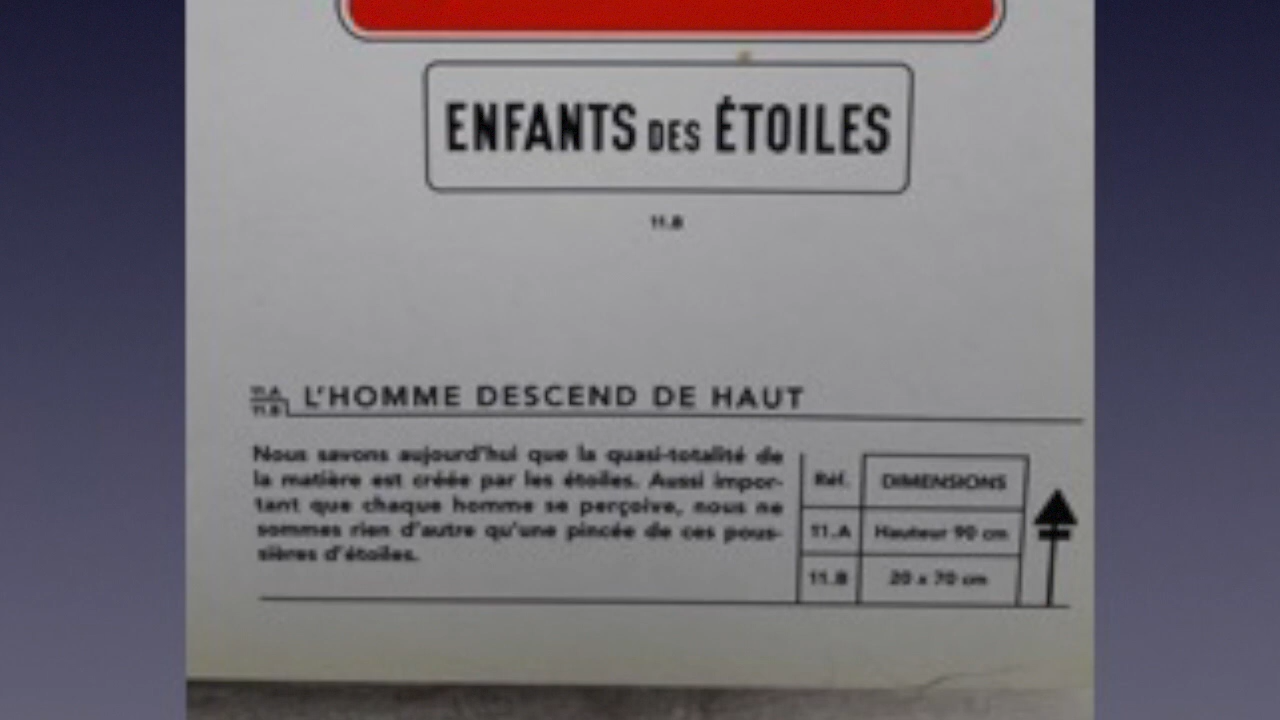 ENFANTS DES ÉTOILES
11.B
11.A
11.B
L'HOMME DESCEND DE HAUT
Nous savons aujourd'hui que la quasi-totalité de
la matière est créée par les étoiles. Aussi impor-
tant que chaque homme se perçoive, nous ne
sommes rien d'autre qu'une pincée de ces pous-
sières d'étoiles.
Réf. DIMENSIONS
11.A Hauteur 90 cm
11.B 20 x 70 cm